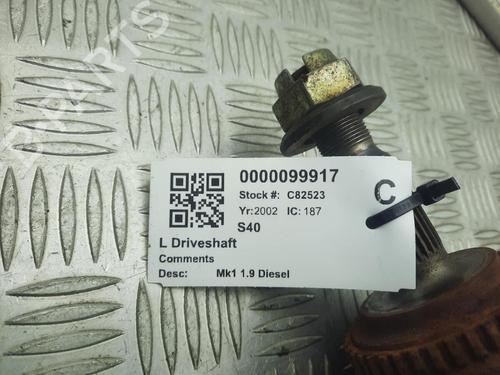 0000099917
Stock #: C82523
C
Yr: 2002 IC: 187
S40
L Driveshaft
Comments
Desc: Mk1 1.9 Diesel